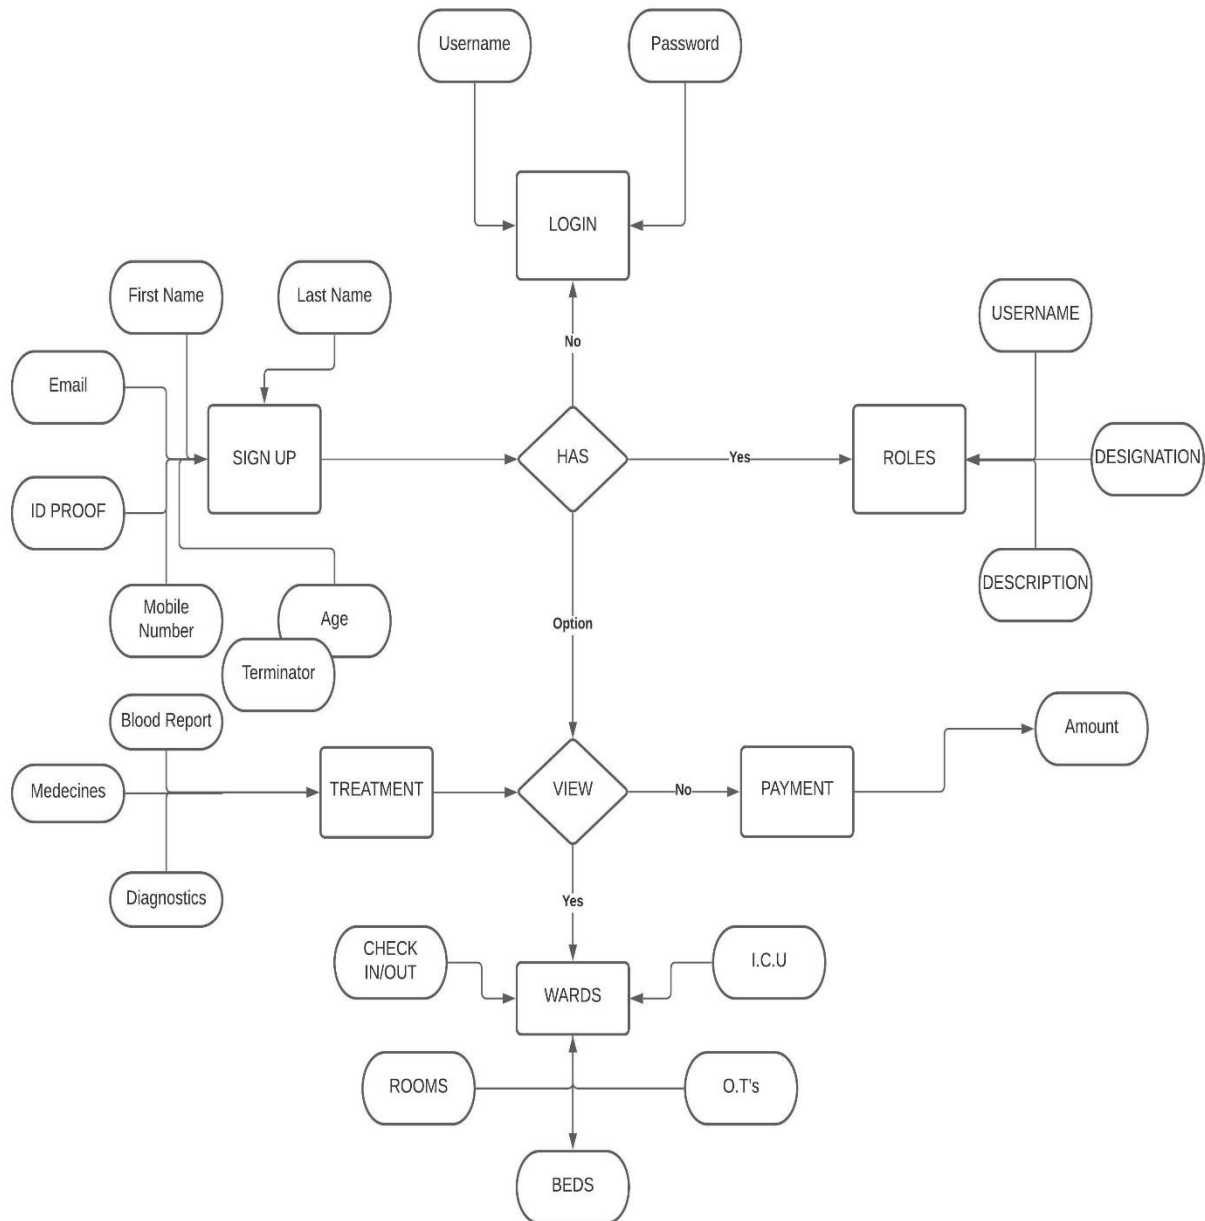 Username
Password
LOGIN
First Name
Last Name
USERNAME
No
Email
SIGN UP
HAS
Yes
ROLES
DESIGNATION
ID PROOF
DESCRIPTION
Mobile
Number
Age
Option
Terminator
Blood Report
Amount
Medecines
TREATMENT
VIEW
No
PAYMENT
Diagnostics
Yes
CHECK
IN/OUT
I.C.U
WARDS
ROOMS
O.T's
BEDS